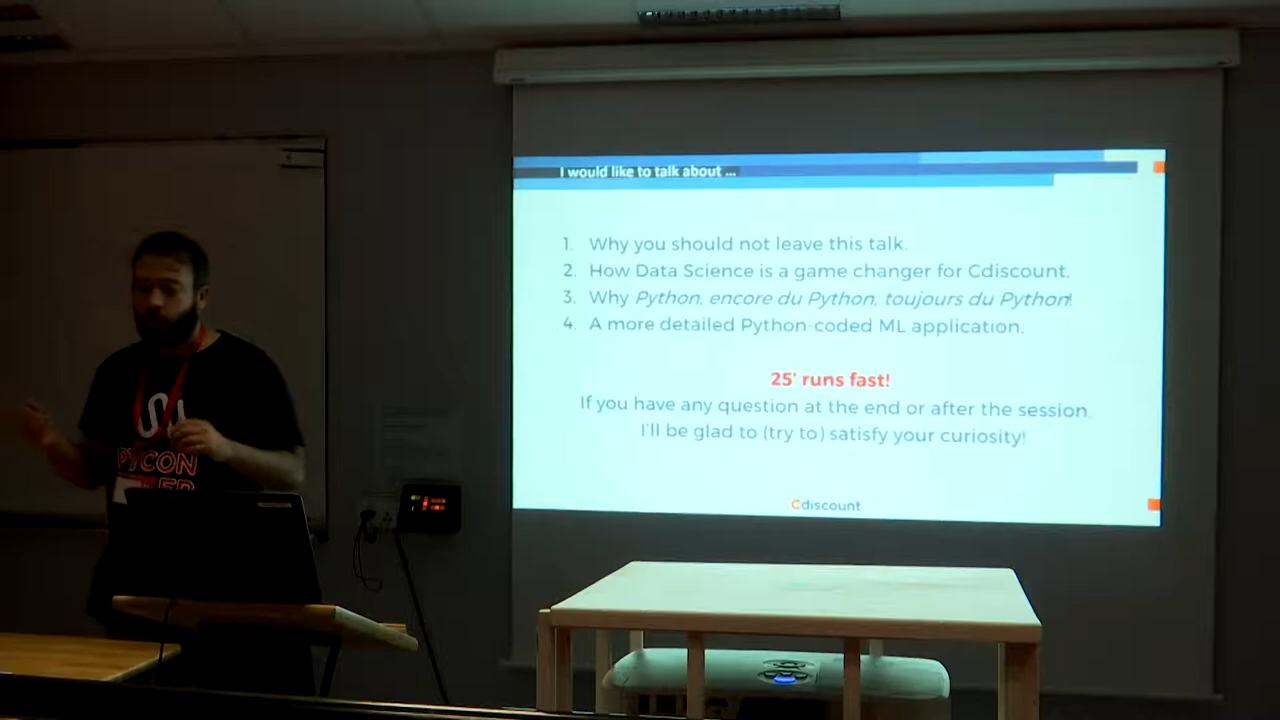 I would like to talk about ...
1. Why you should not leave this talk.
2. How Data Science is a game changer for Cdiscount.
3. Why Python, encore du Python, toujours du Python!
4. A more detailed Python-coded ML application.
25' runs fast!
If you have any question at the end or after the session.
I'll be glad to (try to) satisfy your curiosity!
Cdiscount
PYCON